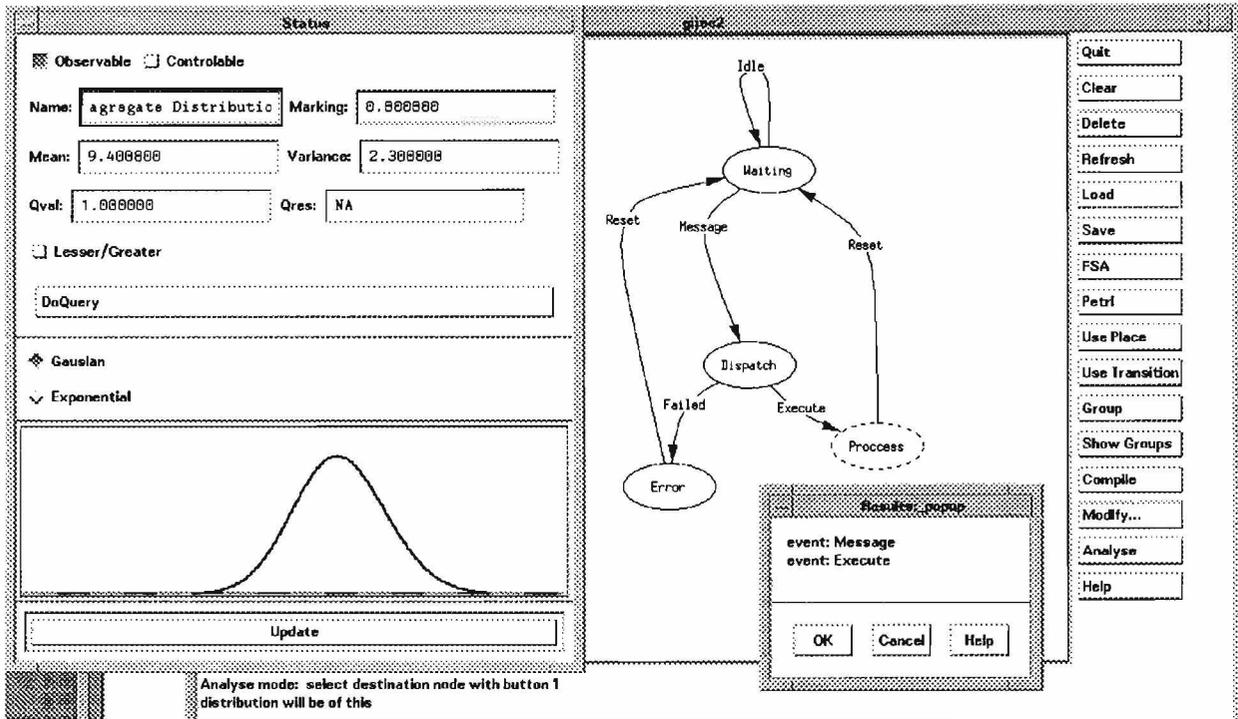 Status
Observable Controlable
Name: agregate Distributio Marking: 0.000000
Mean: 9.400000 Variance: 2.300000
Qval: 1.000000 Qres: NA
Lesser/Greater
DoQuery
Gausian
Exponential
Update
Analyse mode: select destination node with button 1
distribution will be of this
Idle
Waiting
Reset
Message
Reset
Dispatch
Failed
Execute
Proccess
Error
Results:_popup
event: Message
event: Execute
OK Cancel Help
Quit
Clear
Delete
Refresh
Load
Save
FSA
Petri
Use Place
Use Transition
Group
Show Groups
Compile
Modify...
Analyse
Help